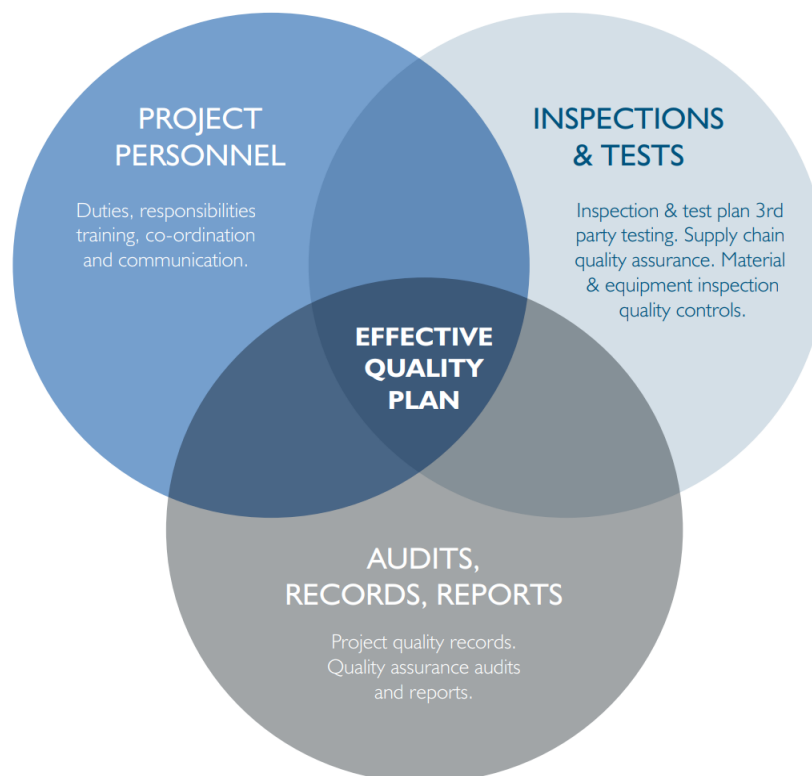 PROJECT
PERSONNEL
Duties, responsibilities
training, co-ordination
and communication.
INSPECTIONS
& TESTS
Inspection & test plan 3rd
party testing. Supply chain
quality assurance. Material
& equipment inspection
quality controls.
EFFECTIVE
QUALITY
PLAN
AUDITS,
RECORDS, REPORTS
Project quality records.
Quality assurance audits
and reports.